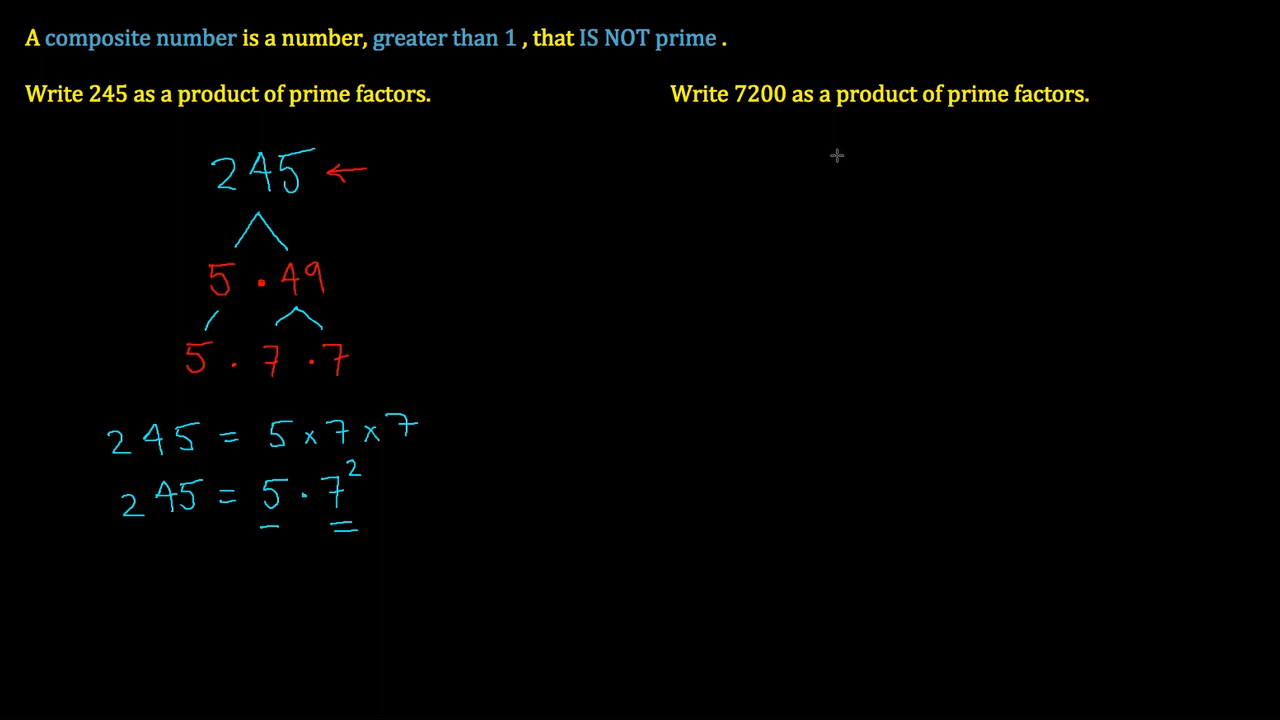 A composite number is a number, greater than 1 , that IS NOT prime .
Write 245 as a product of prime factors.
245 ←
5 · 49
5 · 7 · 7
245 = 5 × 7 × 7
245 = 5 · 7²
Write 7200 as a product of prime factors.